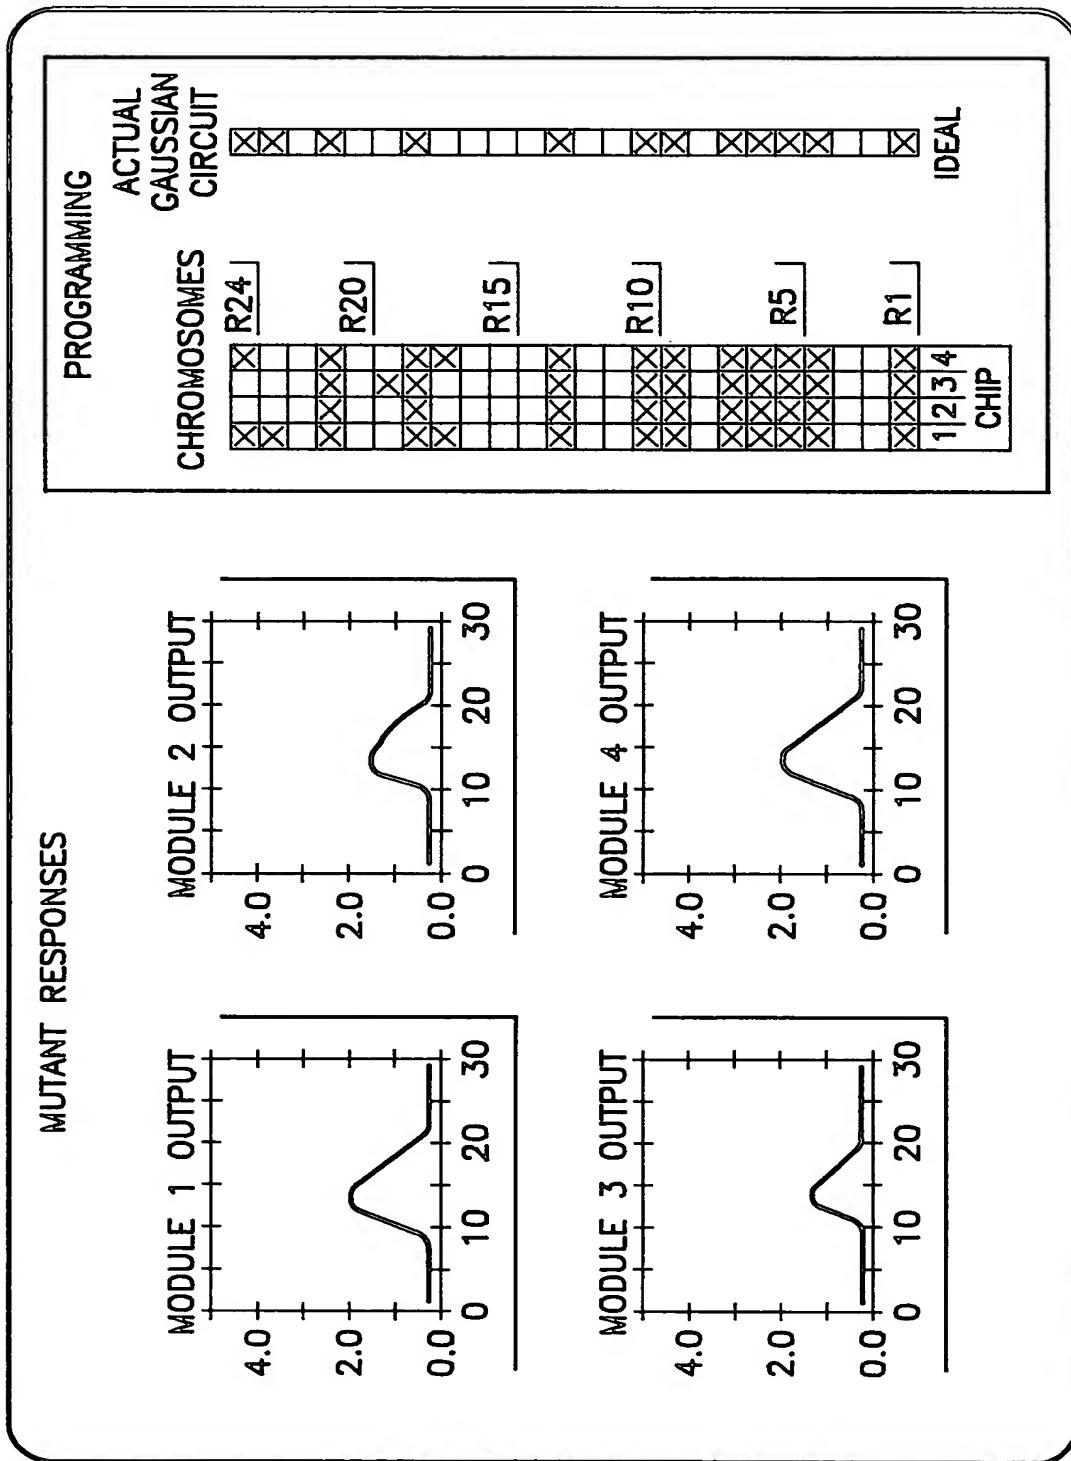 MUTANT RESPONSES
MODULE 1 OUTPUT
4.0
2.0
0.0
0 10 20 30
MODULE 2 OUTPUT
4.0
2.0
0.0
0 10 20 30
MODULE 3 OUTPUT
4.0
2.0
0.0
0 10 20 30
MODULE 4 OUTPUT
4.0
2.0
0.0
0 10 20 30
PROGRAMMING
CHROMOSOMES
R24
R20
R15
R10
R5
R1
1 2 3 4
CHIP
ACTUAL
GAUSSIAN
CIRCUIT
IDEAL